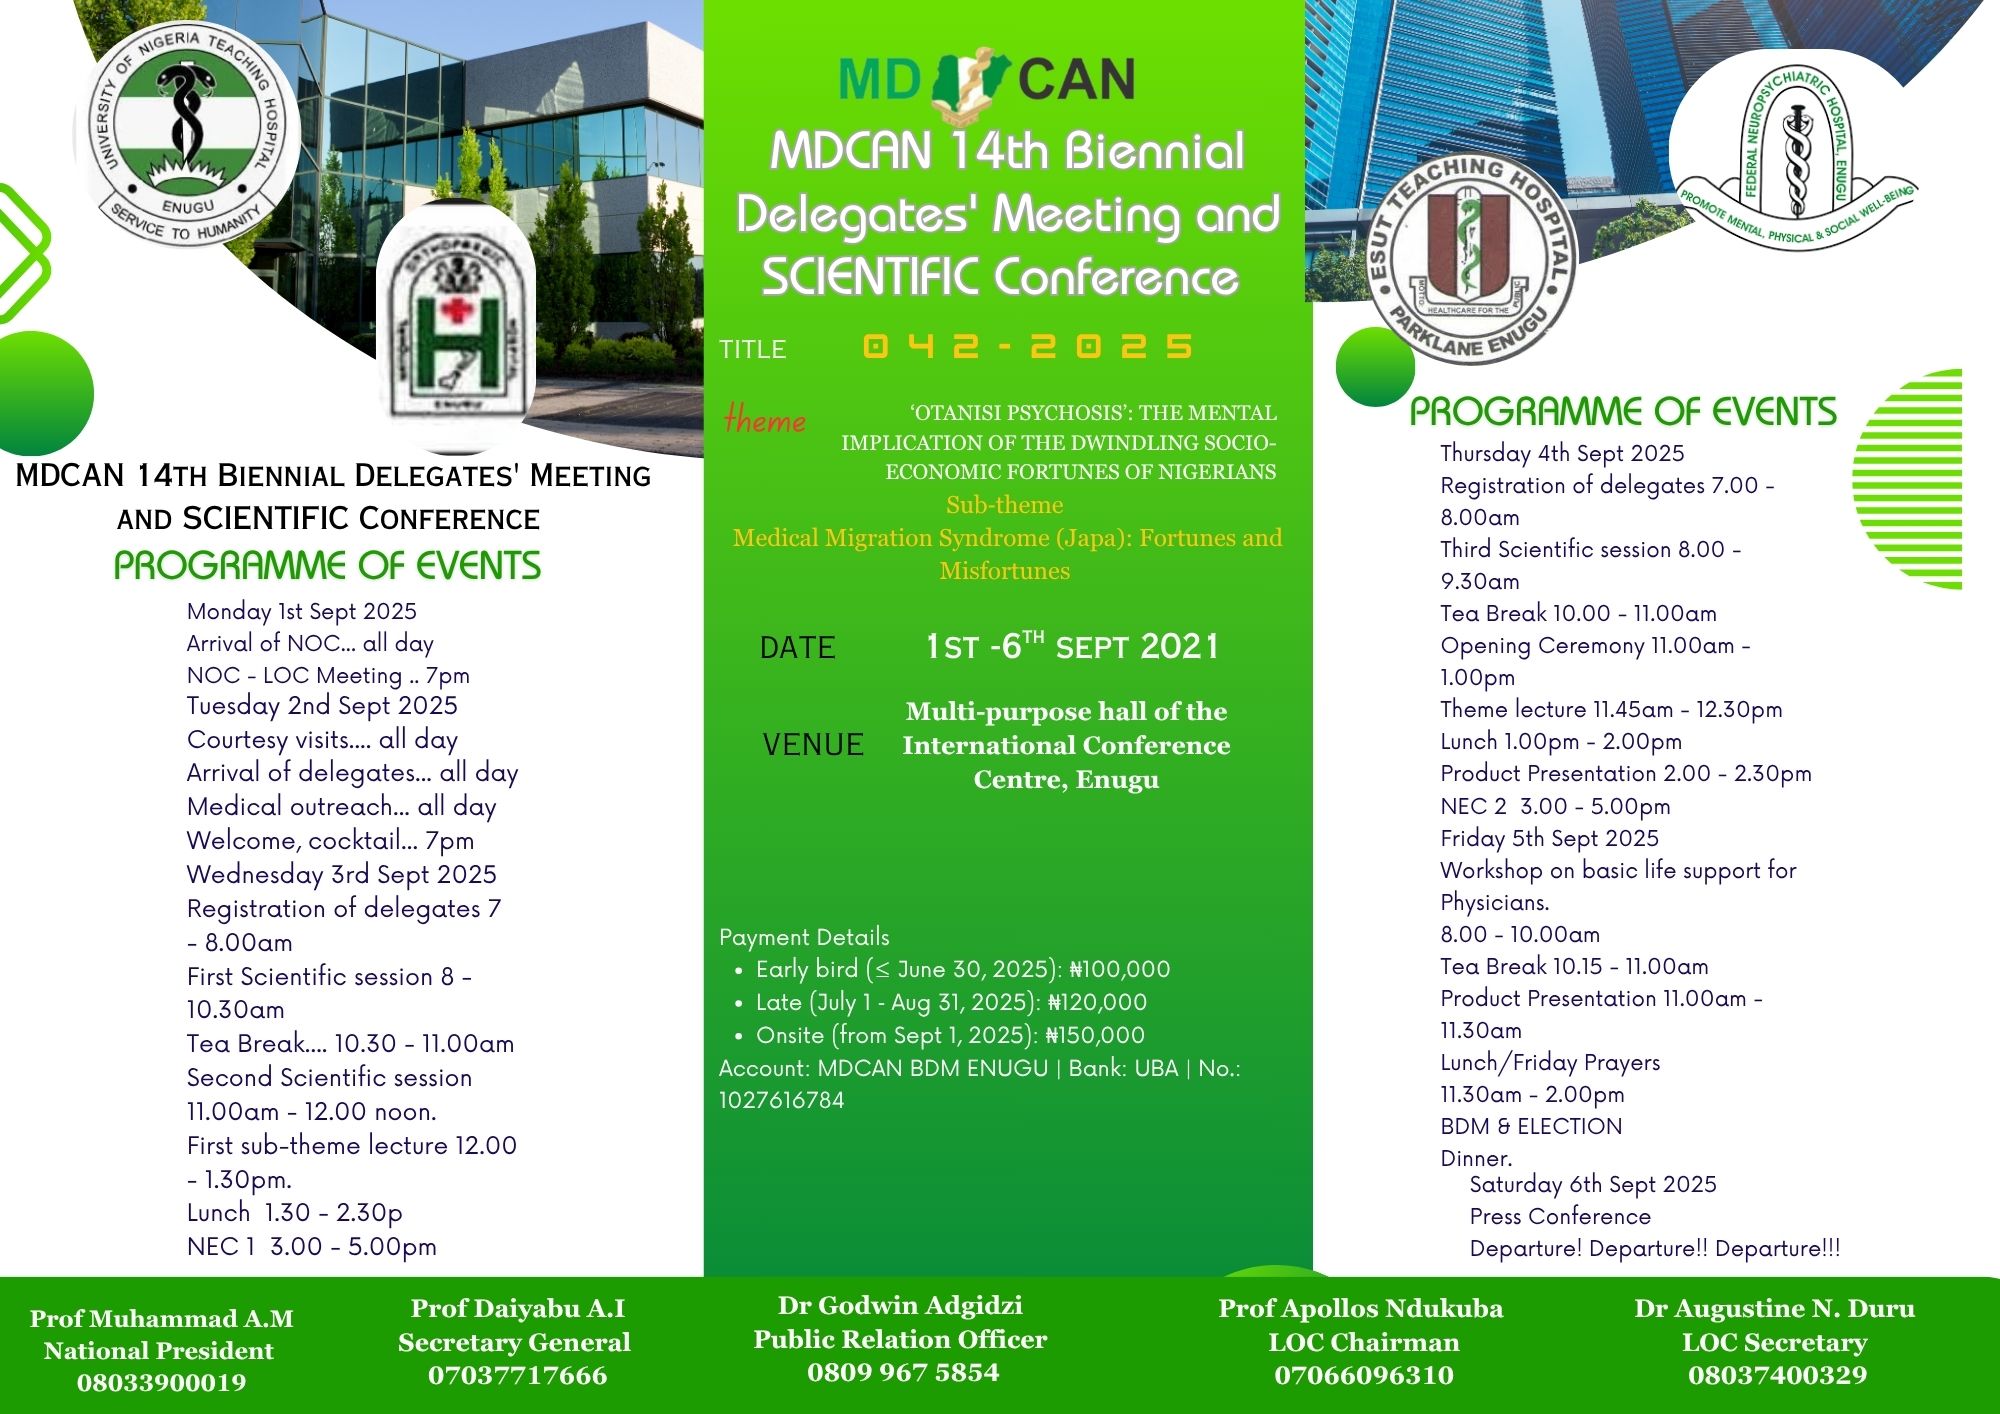 UNIVERSITY OF NIGERIA TEACHING HOSPITAL
ENUGU
SERVICE TO HUMANITY
ORTHOPAEDIC
HOSPITAL
H
ENUGU
MDCAN 14TH BIENNIAL DELEGATES' MEETING
AND SCIENTIFIC CONFERENCE
PROGRAMME OF EVENTS
Monday 1st Sept 2025
Arrival of NOC... all day
NOC - LOC Meeting .. 7pm
Tuesday 2nd Sept 2025
Courtesy visits.... all day
Arrival of delegates... all day
Medical outreach... all day
Welcome, cocktail... 7pm
Wednesday 3rd Sept 2025
Registration of delegates 7
- 8.00am
First Scientific session 8 -
10.30am
Tea Break.... 10.30 - 11.00am
Second Scientific session
11.00am - 12.00 noon.
First sub-theme lecture 12.00
- 1.30pm.
Lunch  1.30 - 2.30p
NEC 1  3.00 - 5.00pm
MD CAN
MDCAN 14th Biennial
Delegates' Meeting and
SCIENTIFIC Conference
TITLE 042-2025
theme ‘OTANISI PSYCHOSIS’: THE MENTAL
IMPLICATION OF THE DWINDLING SOCIO-
ECONOMIC FORTUNES OF NIGERIANS
Sub-theme
Medical Migration Syndrome (Japa): Fortunes and
Misfortunes
DATE 1ST -6TH SEPT 2021
VENUE Multi-purpose hall of the
International Conference
Centre, Enugu
Payment Details
• Early bird (≤ June 30, 2025): ₦100,000
• Late (July 1 - Aug 31, 2025): ₦120,000
• Onsite (from Sept 1, 2025): ₦150,000
Account: MDCAN BDM ENUGU | Bank: UBA | No.:
1027616784
FEDERAL NEUROPSYCHIATRIC HOSPITAL, ENUGU
PROMOTE MENTAL, PHYSICAL & SOCIAL WELL-BEING
ESUT TEACHING HOSPITAL
MOTTO: HEALTHCARE FOR THE PUBLIC
PARKLANE ENUGU
PROGRAMME OF EVENTS
Thursday 4th Sept 2025
Registration of delegates 7.00 -
8.00am
Third Scientific session 8.00 -
9.30am
Tea Break 10.00 - 11.00am
Opening Ceremony 11.00am -
1.00pm
Theme lecture 11.45am - 12.30pm
Lunch 1.00pm - 2.00pm
Product Presentation 2.00 - 2.30pm
NEC 2  3.00 - 5.00pm
Friday 5th Sept 2025
Workshop on basic life support for
Physicians.
8.00 - 10.00am
Tea Break 10.15 - 11.00am
Product Presentation 11.00am -
11.30am
Lunch/Friday Prayers
11.30am - 2.00pm
BDM & ELECTION
Dinner.
Saturday 6th Sept 2025
Press Conference
Departure! Departure!! Departure!!!
Prof Muhammad A.M
National President
08033900019
Prof Daiyabu A.I
Secretary General
07037717666
Dr Godwin Adgidzi
Public Relation Officer
0809 967 5854
Prof Apollos Ndukuba
LOC Chairman
07066096310
Dr Augustine N. Duru
LOC Secretary
08037400329